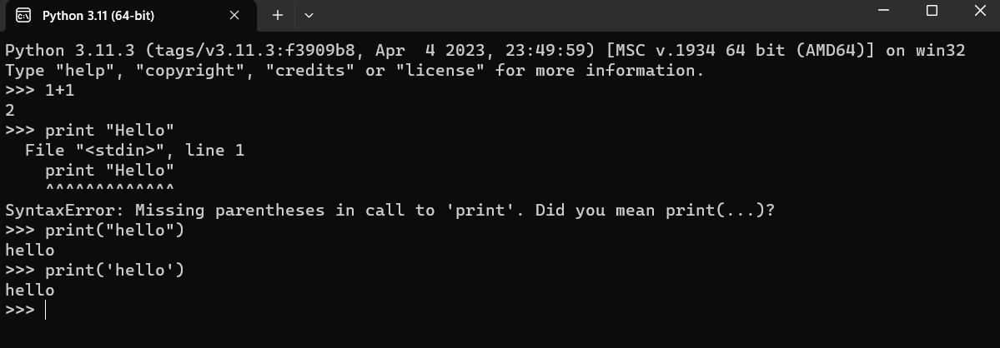 Python 3.11 (64-bit)
Python 3.11.3 (tags/v3.11.3:f3909b8, Apr  4 2023, 23:49:59) [MSC v.1934 64 bit (AMD64)] on win32
Type "help", "copyright", "credits" or "license" for more information.
>>> 1+1
2
>>> print "Hello"
  File "<stdin>", line 1
    print "Hello"
    ^^^^^^^^^^^^^
SyntaxError: Missing parentheses in call to 'print'. Did you mean print(...)?
>>> print("hello")
hello
>>> print('hello')
hello
>>>